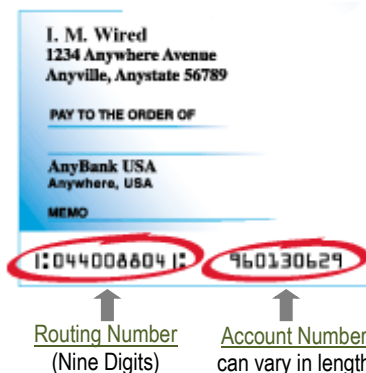 I. M. Wired
1234 Anywhere Avenue
Anyville, Anystate 56789
PAY TO THE ORDER OF
AnyBank USA
Anywhere, USA
MEMO
⑆044008804⑆ 960130629
Routing Number Account Number
(Nine Digits) can vary in length